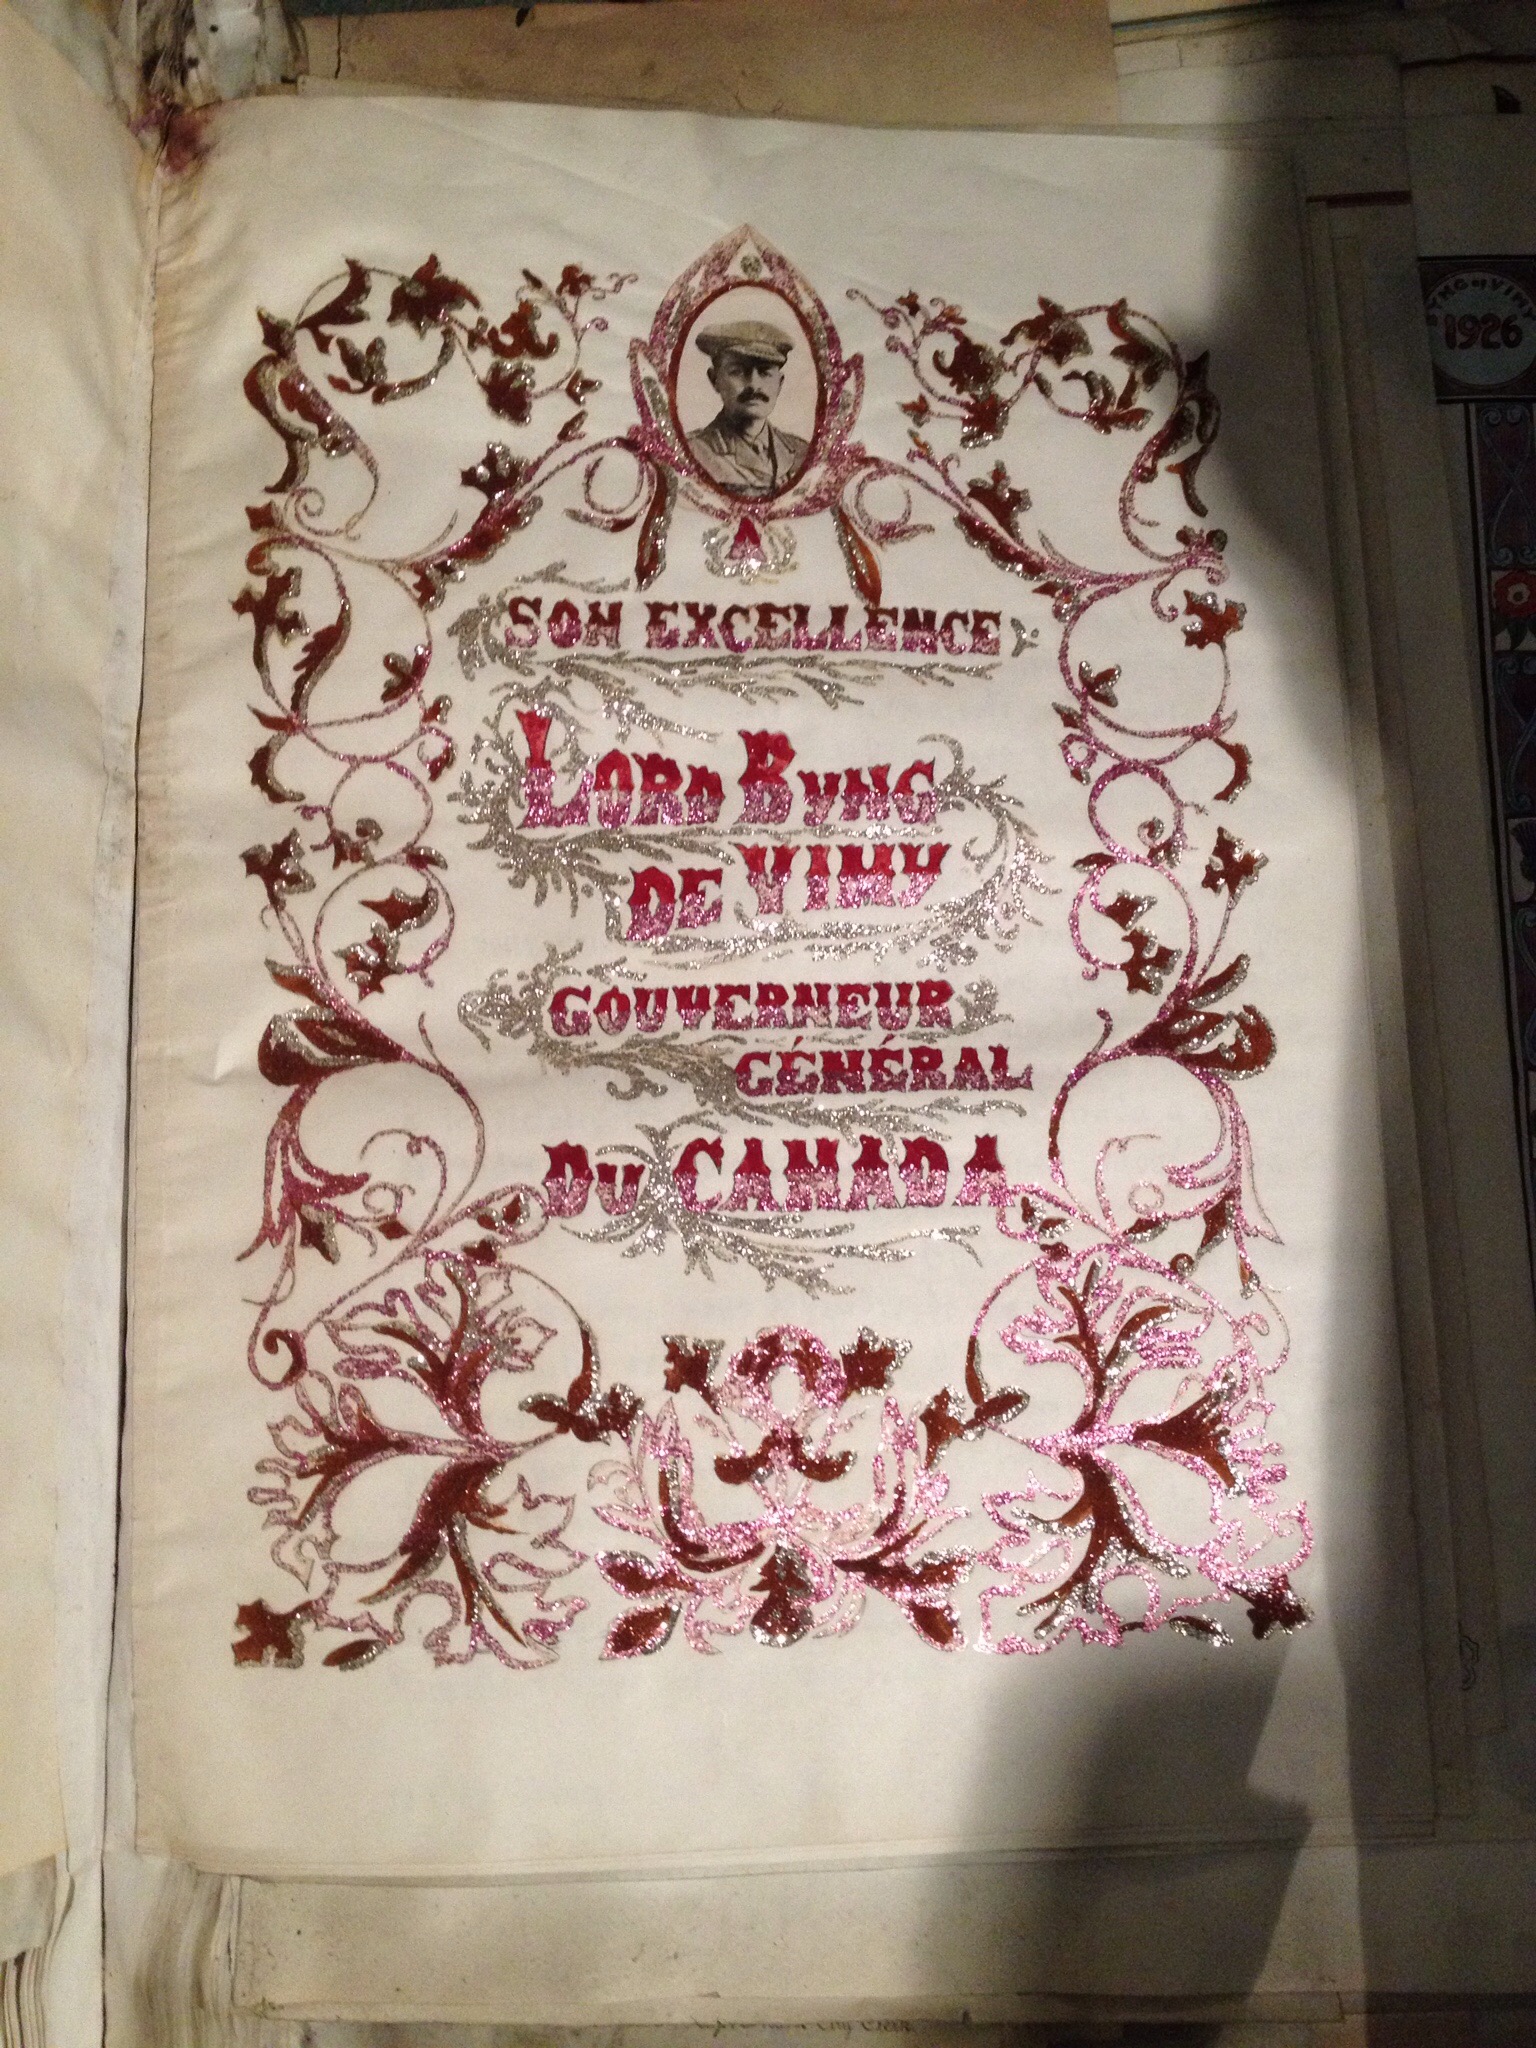 SON EXCELLENCE
LORD BYNG
DE VIMY
GOUVERNEUR
GÉNÉRAL
DU CANADA
1926